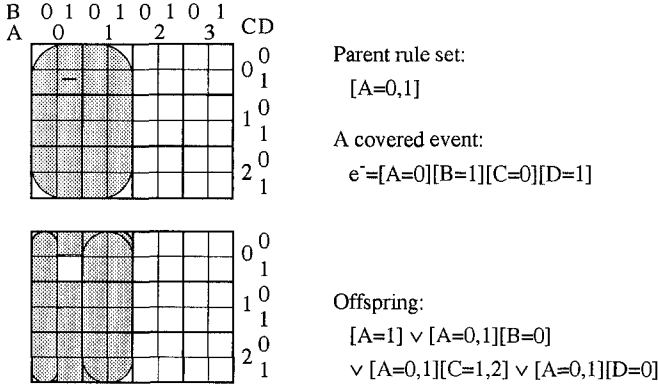 B 0 1 0 1 0 1 0 1
A 0 1 2 3 CD
0 0
1
1 0
1
2 0
1
Parent rule set:
[A=0,1]
A covered event:
e⁻=[A=0][B=1][C=0][D=1]
0 0
1
1 0
1
2 0
1
Offspring:
[A=1] ∨ [A=0,1][B=0]
∨ [A=0,1][C=1,2] ∨ [A=0,1][D=0]